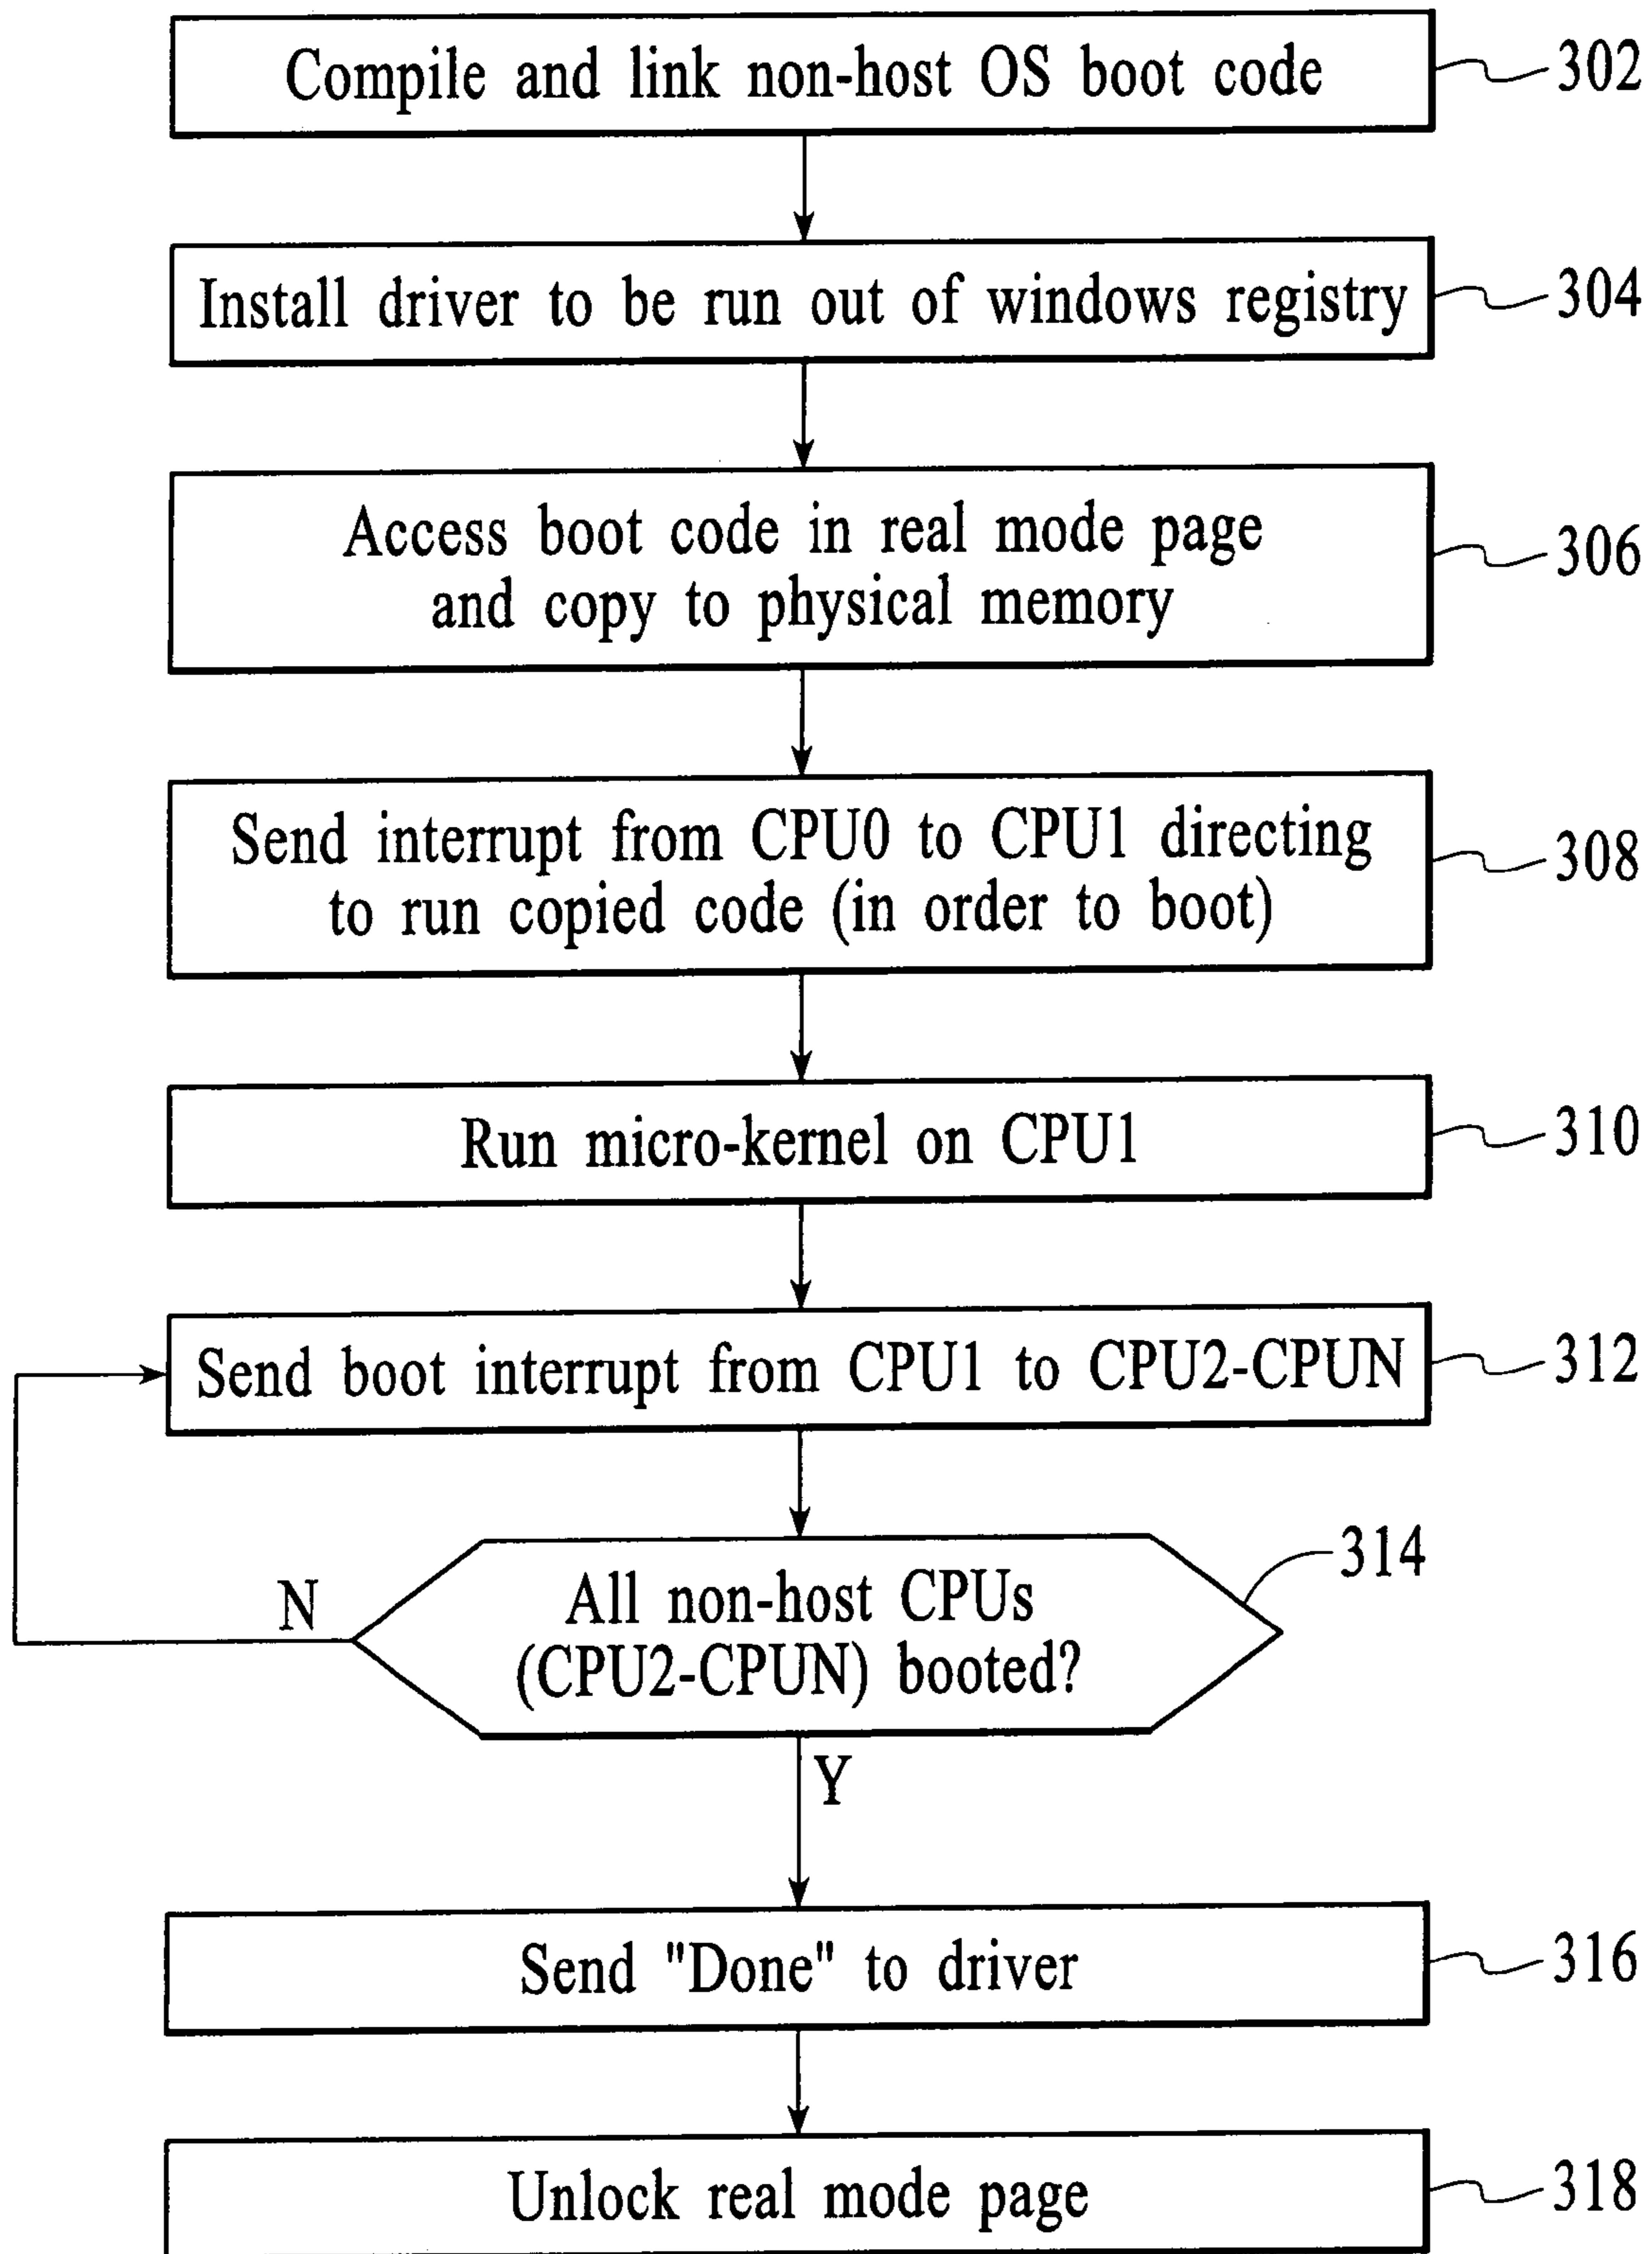 Compile and link non-host OS boot code
302
Install driver to be run out of windows registry
304
Access boot code in real mode page
and copy to physical memory
306
Send interrupt from CPU0 to CPU1 directing
to run copied code (in order to boot)
308
Run micro-kernel on CPU1
310
Send boot interrupt from CPU1 to CPU2-CPUN
312
All non-host CPUs
(CPU2-CPUN) booted?
314
N
Y
Send "Done" to driver
316
Unlock real mode page
318